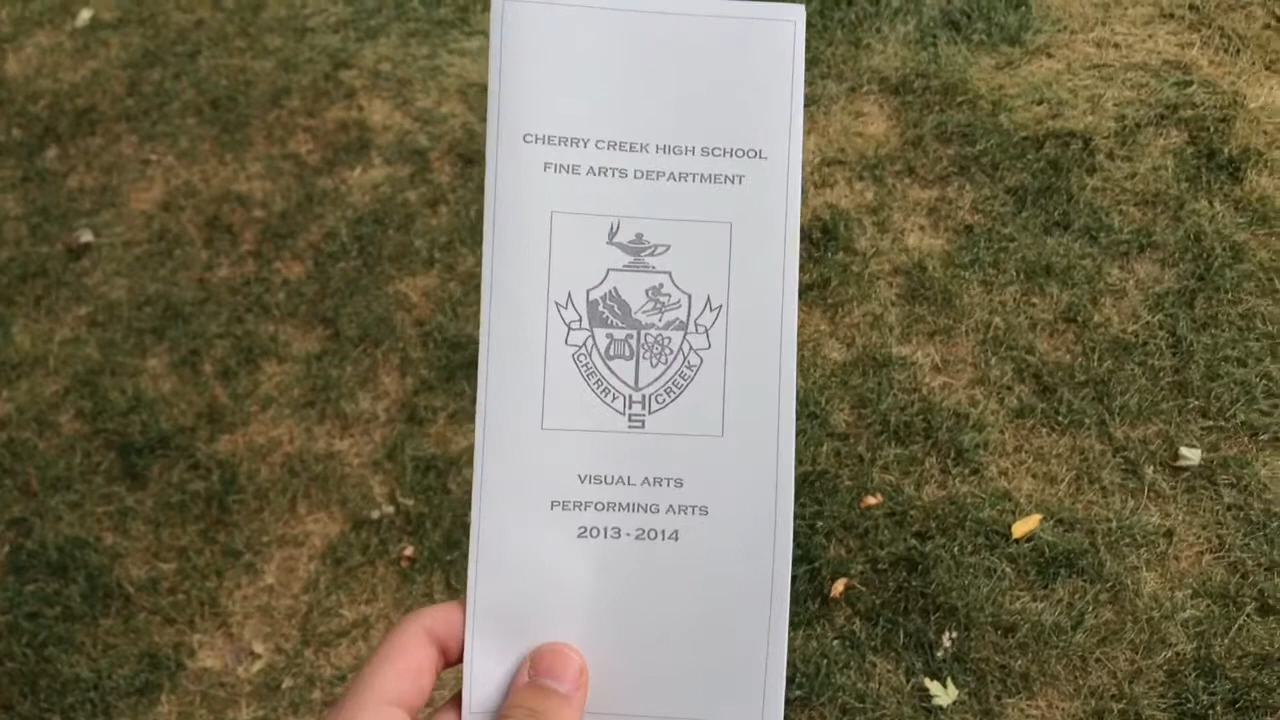 CHERRY CREEK HIGH SCHOOL
FINE ARTS DEPARTMENT
CHERRY CREEK
HS
VISUAL ARTS
PERFORMING ARTS
2013-2014